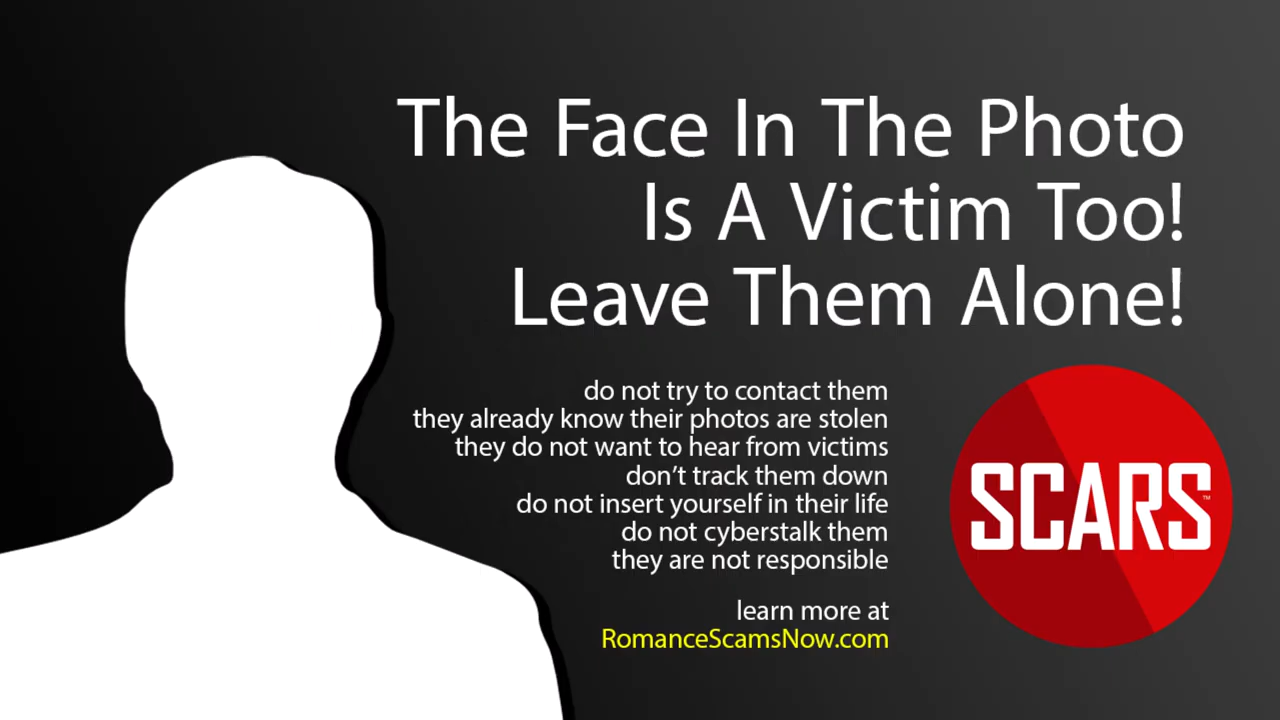 The Face In The Photo
Is A Victim Too!
Leave Them Alone!
do not try to contact them
they already know their photos are stolen
they do not want to hear from victims
don’t track them down
do not insert yourself in their life
do not cyberstalk them
they are not responsible
learn more at
RomanceScamsNow.com
SCARS™